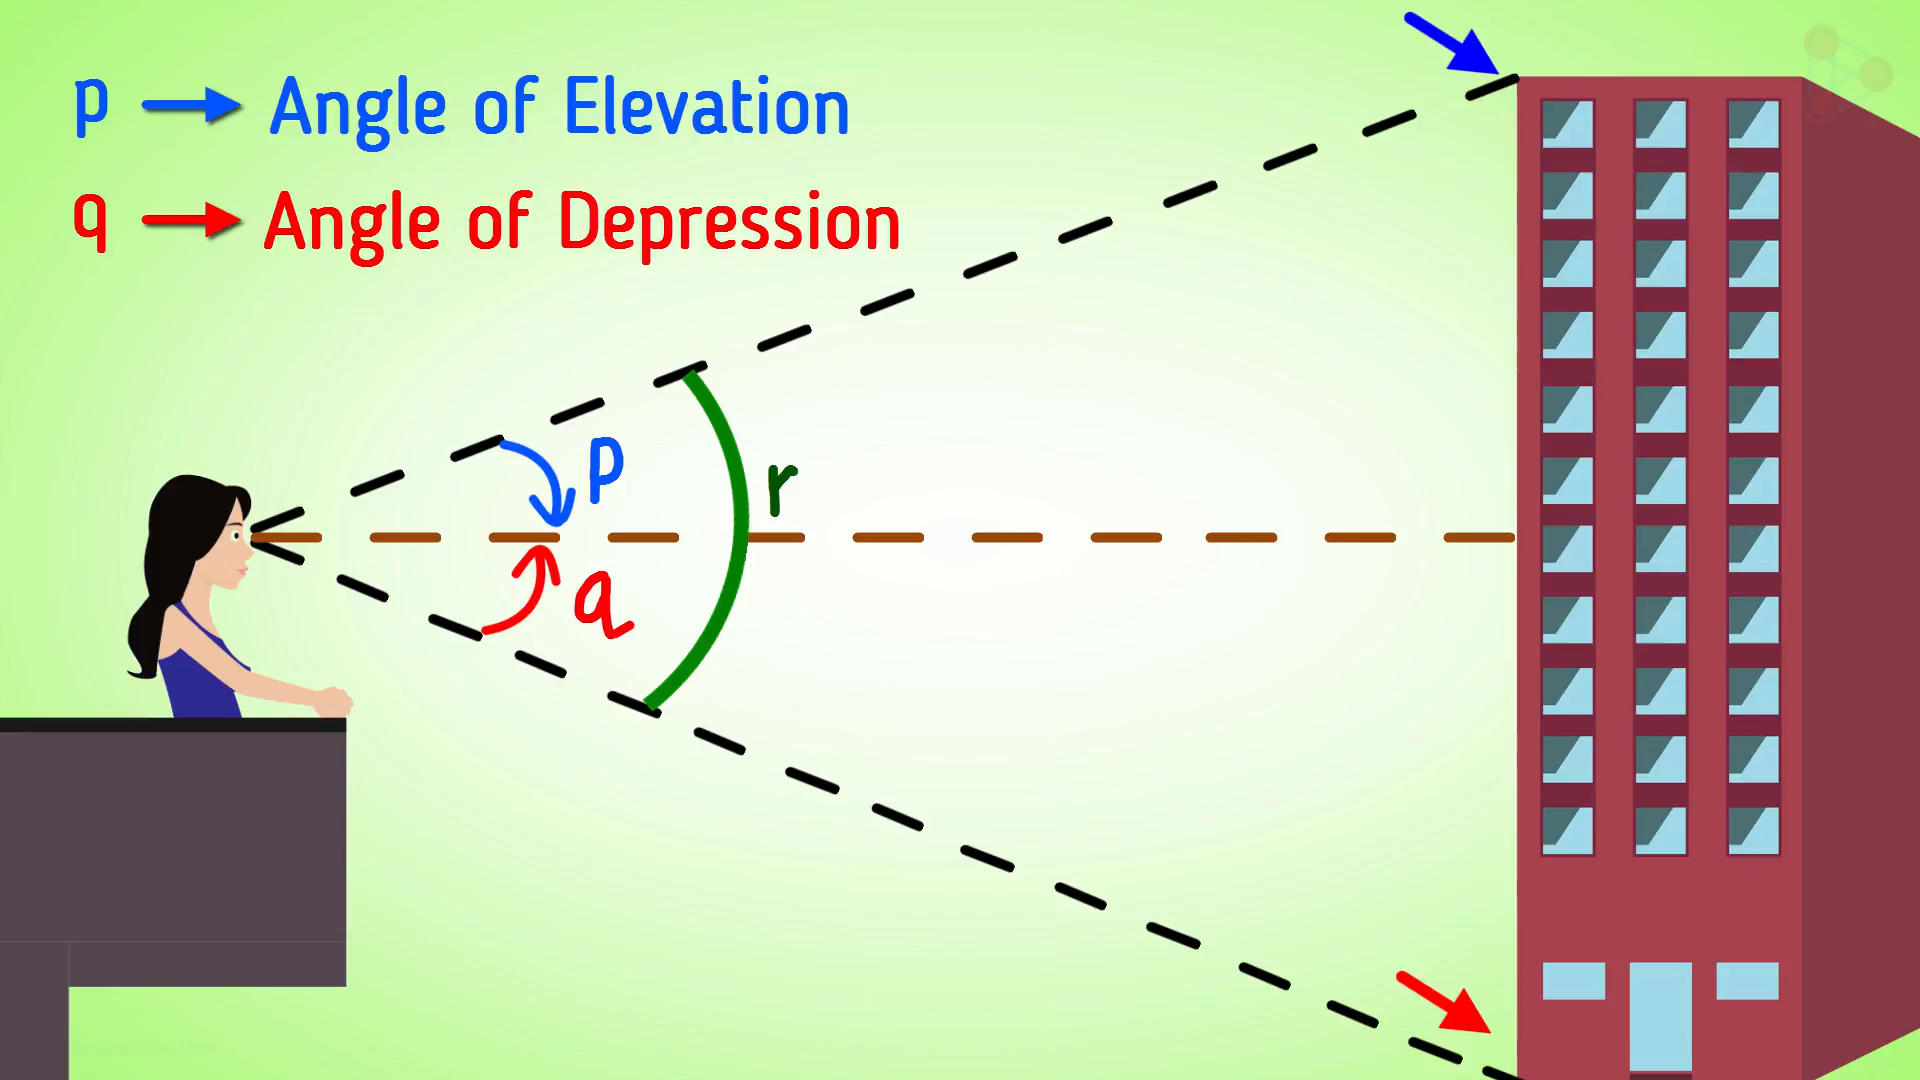 p → Angle of Elevation
q → Angle of Depression
p
r
q